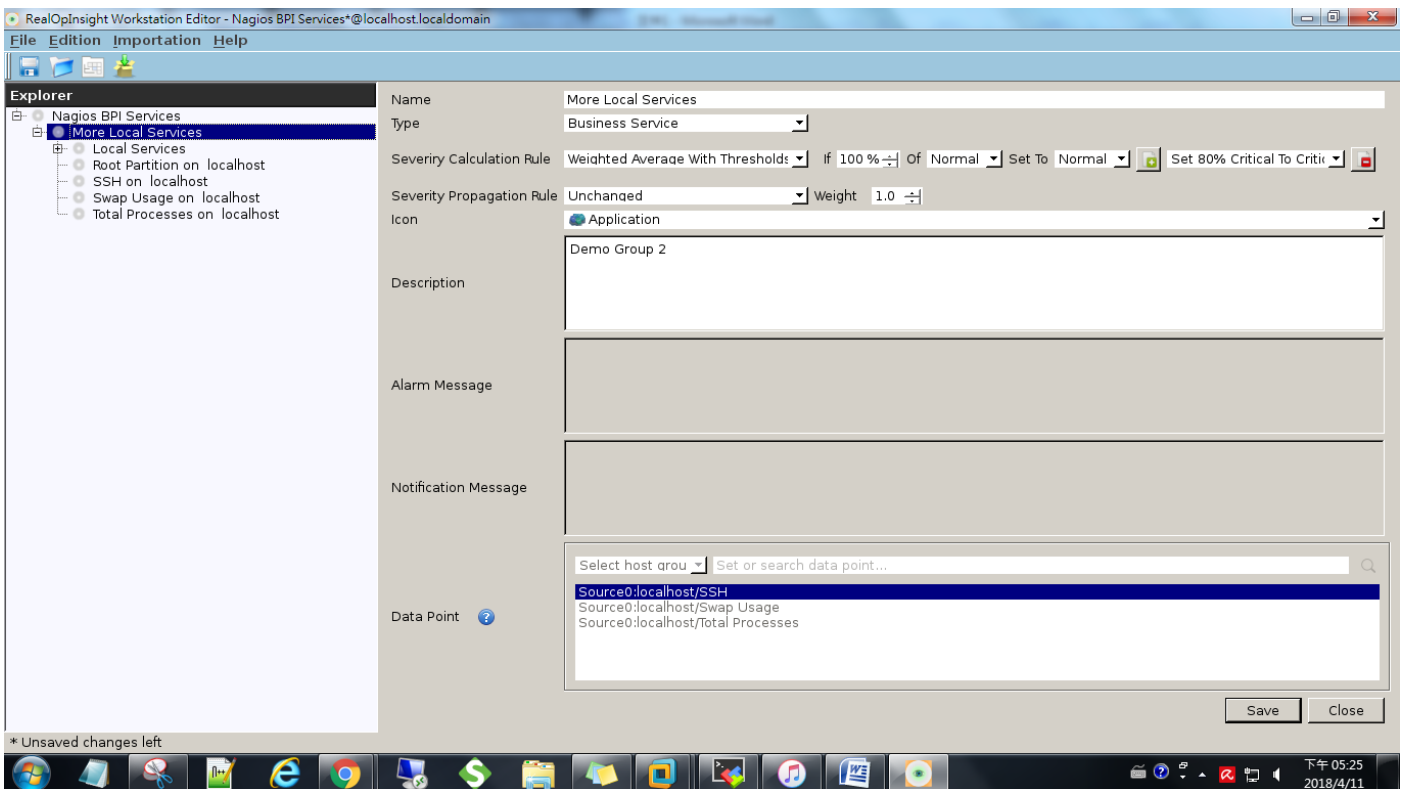 RealOpInsight Workstation Editor - Nagios BPI Services*@localhost.localdomain
File Edition Importation Help
Explorer
Nagios BPI Services
More Local Services
Local Services
Root Partition on localhost
SSH on localhost
Swap Usage on localhost
Total Processes on localhost
Name More Local Services
Type Business Service
Severiry Calculation Rule Weighted Average With Thresholds If 100 % Of Normal Set To Normal Set 80% Critical To Critic
Severity Propagation Rule Unchanged Weight 1.0
Icon Application
Description Demo Group 2
Alarm Message
Notification Message
Select host grou Set or search data point...
Source0:localhost/SSH
Source0:localhost/Swap Usage
Data Point
Source0:localhost/Total Processes
Save Close
* Unsaved changes left
下午 05:25
2018/4/11